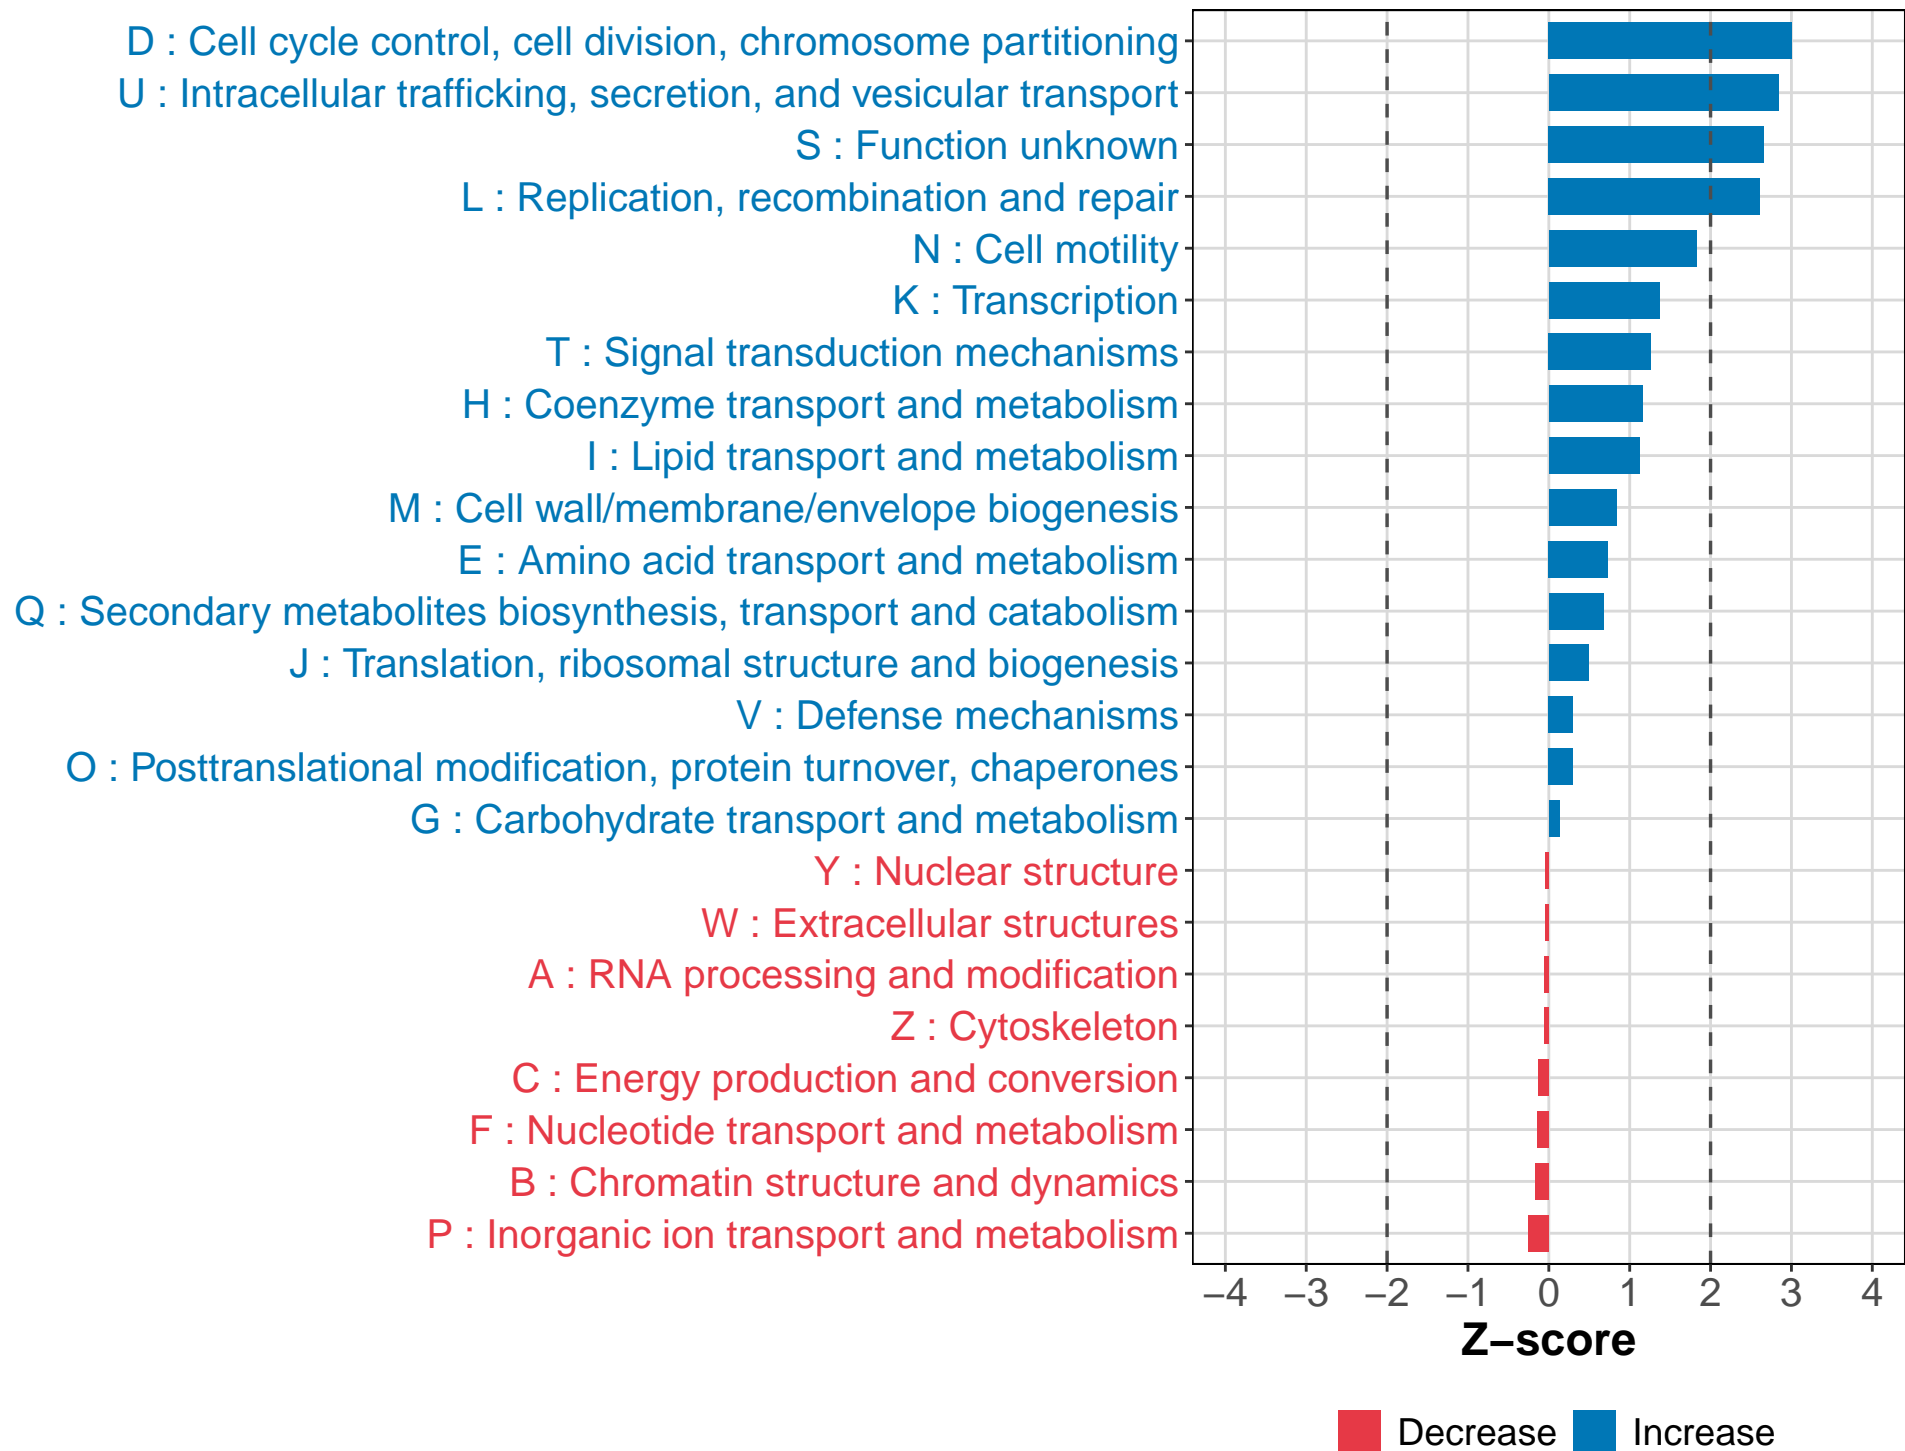 D : Cell cycle control, cell division, chromosome partitioning
U : Intracellular trafficking, secretion, and vesicular transport
S : Function unknown
L : Replication, recombination and repair
N : Cell motility
K : Transcription
T : Signal transduction mechanisms
H : Coenzyme transport and metabolism
I : Lipid transport and metabolism
M : Cell wall/membrane/envelope biogenesis
E : Amino acid transport and metabolism
Q : Secondary metabolites biosynthesis, transport and catabolism
J : Translation, ribosomal structure and biogenesis
V : Defense mechanisms
O : Posttranslational modification, protein turnover, chaperones
G : Carbohydrate transport and metabolism
Y : Nuclear structure
W : Extracellular structures
A : RNA processing and modification
Z : Cytoskeleton
C : Energy production and conversion
F : Nucleotide transport and metabolism
B : Chromatin structure and dynamics
P : Inorganic ion transport and metabolism
−4 −3 −2 −1 0 1 2 3 4
Z−score
Decrease Increase